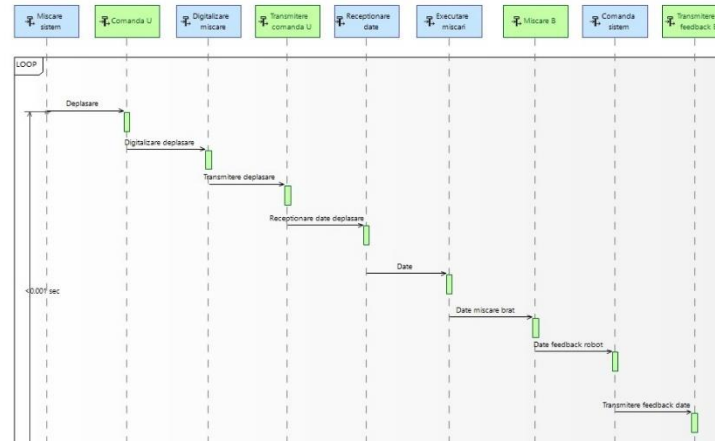 Miscare
sistem
Comanda U
Digitalizare
miscare
Transmitere
comanda U
Receptionare
date
Executare
miscari
Miscare B
Comanda
sistem
Transmitere
feedback
LOOP
Deplasare
Digitalizare deplasare
Transmitere deplasare
Receptionare date deplasare
Date
<0.001 sec
Date miscare brat
Date feedback robot
Transmitere feedback date